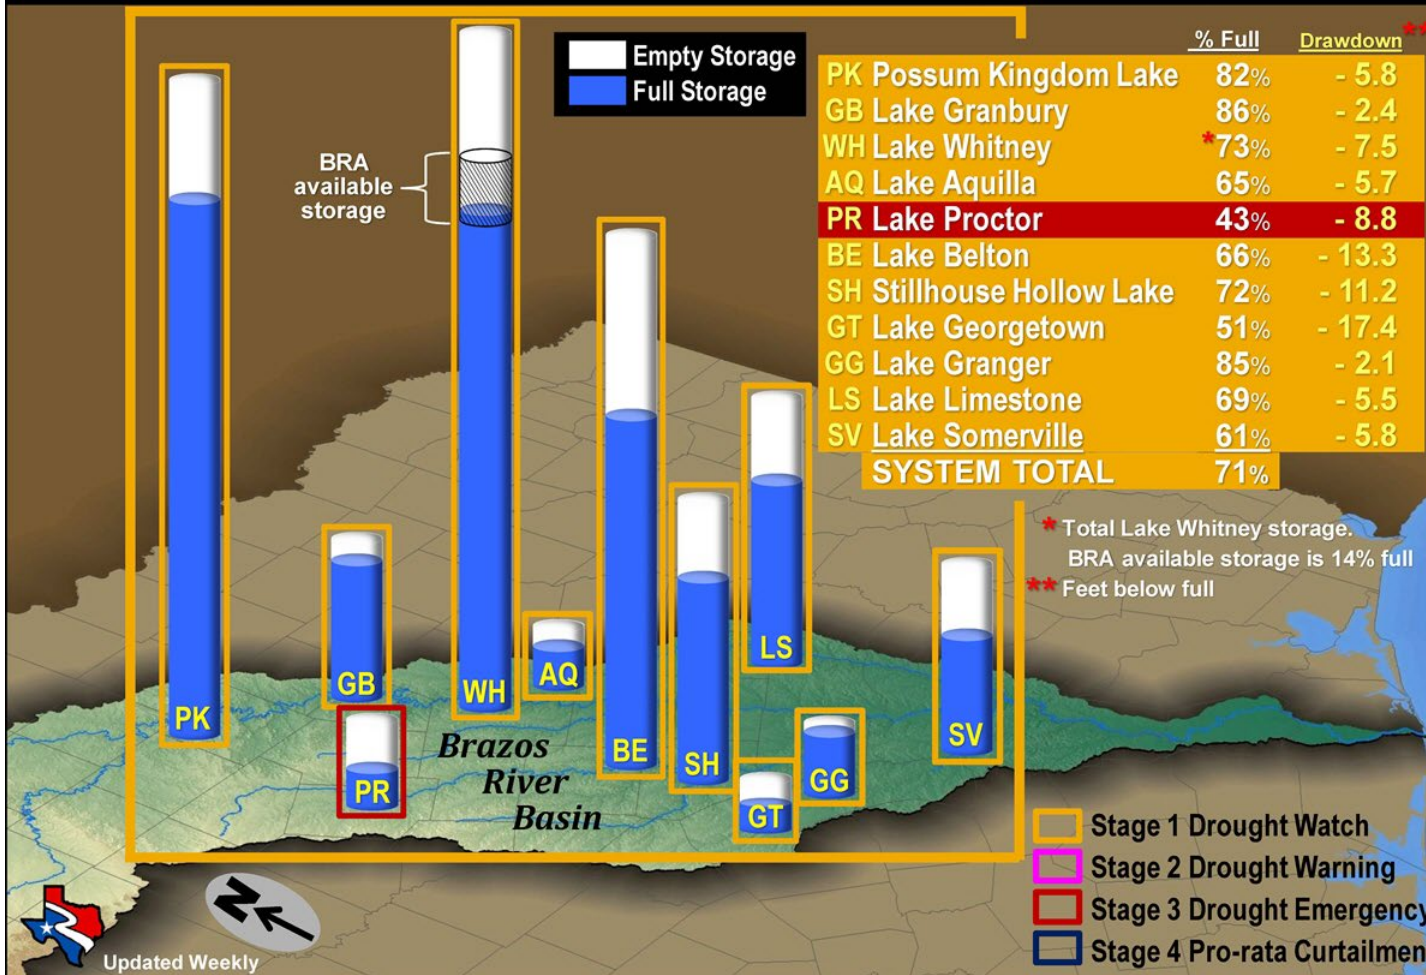 Empty Storage
Full Storage
BRA
available
storage
% Full Drawdown**
PK Possum Kingdom Lake 82% - 5.8
GB Lake Granbury 86% - 2.4
WH Lake Whitney *73% - 7.5
AQ Lake Aquilla 65% - 5.7
PR Lake Proctor 43% - 8.8
BE Lake Belton 66% - 13.3
SH Stillhouse Hollow Lake 72% - 11.2
GT Lake Georgetown 51% - 17.4
GG Lake Granger 85% - 2.1
LS Lake Limestone 69% - 5.5
SV Lake Somerville 61% - 5.8
SYSTEM TOTAL 71%
* Total Lake Whitney storage.
BRA available storage is 14% full
** Feet below full
PK
GB
WH
AQ
BE
SH
LS
SV
PR
GT
GG
Brazos
River
Basin
N
Stage 1 Drought Watch
Stage 2 Drought Warning
Stage 3 Drought Emergency
Stage 4 Pro-rata Curtailmen
Updated Weekly